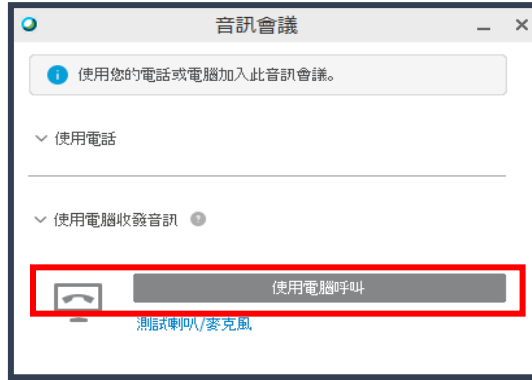 音訊會議
使用您的電話或電腦加入此音訊會議。
使用電話
使用電腦收發音訊
使用電腦呼叫
測試喇叭/麥克風